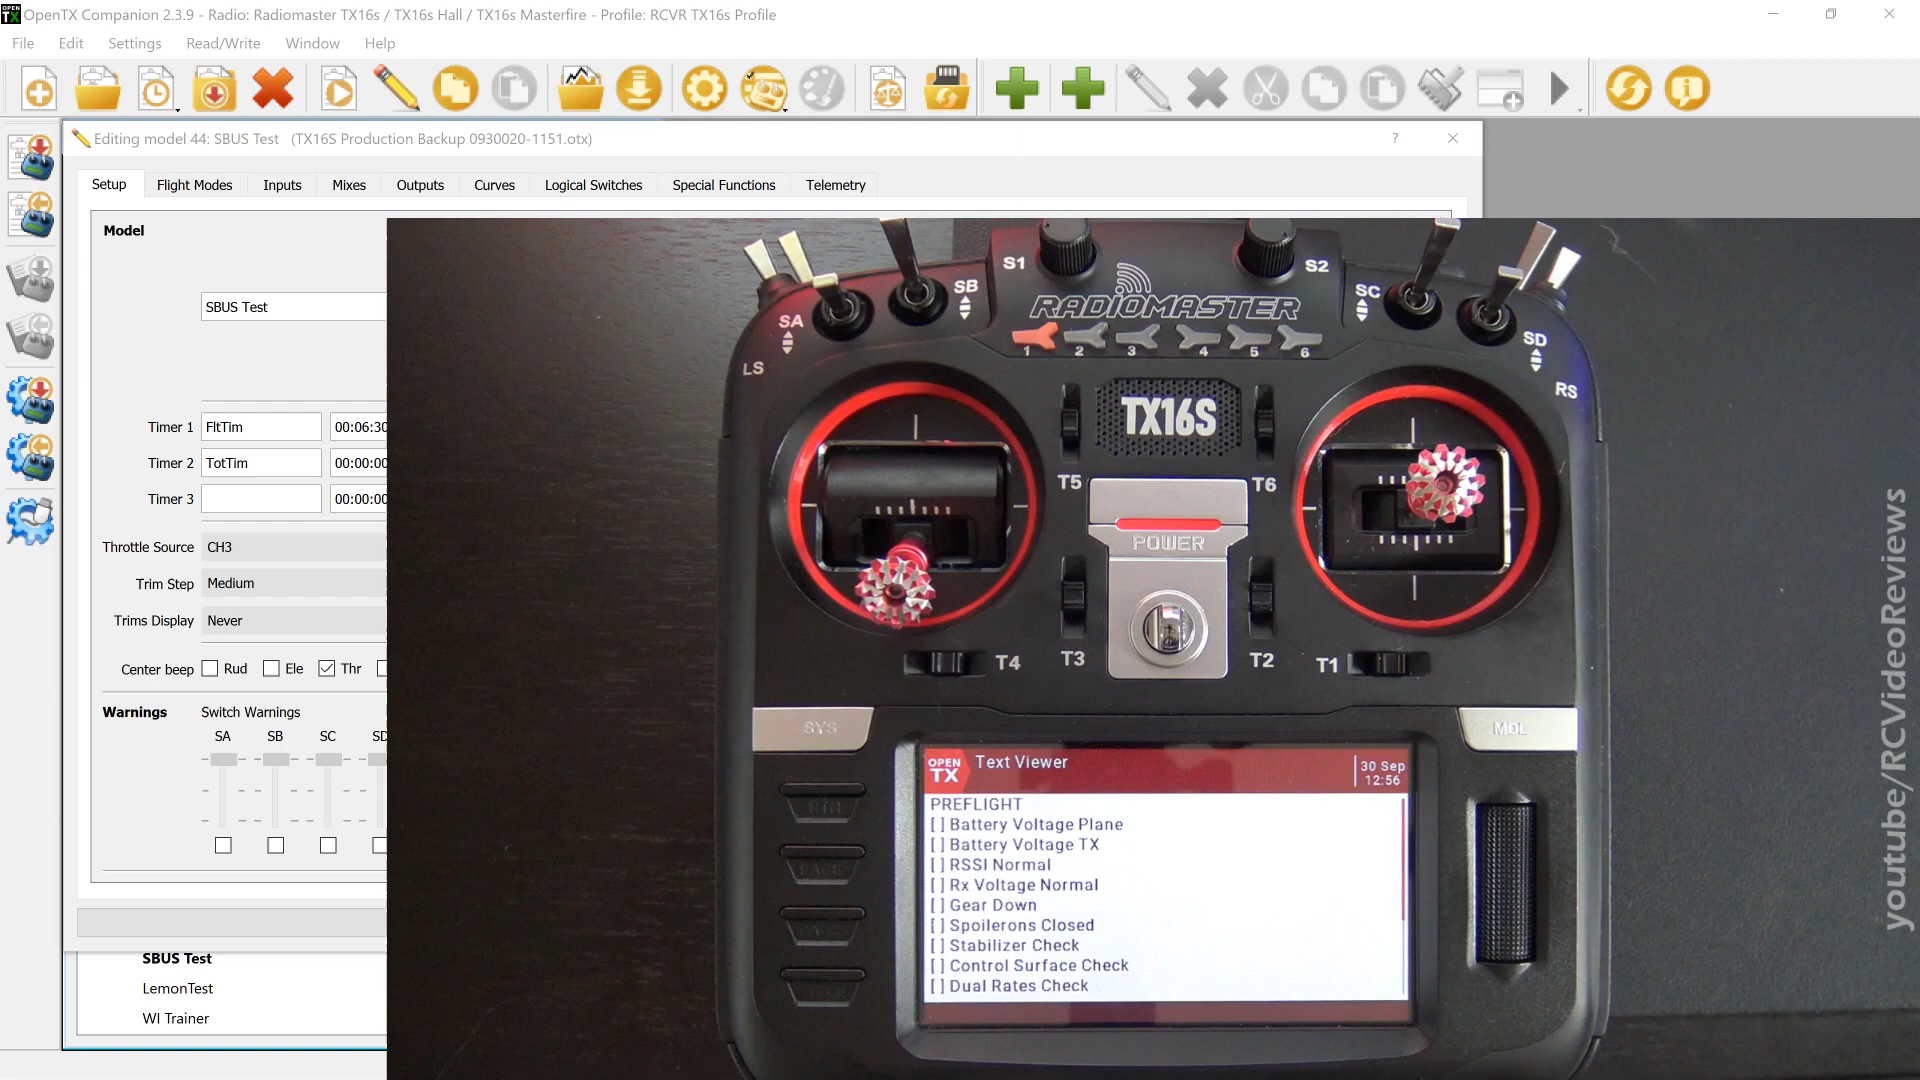 OPEN TX
OpenTX Companion 2.3.9 - Radio: Radiomaster TX16s / TX16s Hall / TX16s Masterfire - Profile: RCVR TX16s Profile
File Edit Settings Read/Write Window Help
Editing model 44: SBUS Test (TX16S Production Backup 0930020-1151.otx)
?
Setup Flight Modes Inputs Mixes Outputs Curves Logical Switches Special Functions Telemetry
Model
SBUS Test
Timer 1 FltTim 00:06:30
Timer 2 TotTim 00:00:00
Timer 3 00:00:00
Throttle Source CH3
Trim Step Medium
Trims Display Never
Center beep Rud Ele Thr
Warnings Switch Warnings
SA SB SC SD
SBUS Test
LemonTest
WI Trainer
S1 S2
SB SC
RADIOMASTER
SA SD
1 2 3 4 5 6
LS RS
TX16S
T5 T6
POWER
T4 T3 T2 T1
SYS MDL
OPEN TX
Text Viewer
30 Sep
12:56
PREFLIGHT
[ ] Battery Voltage Plane
[ ] Battery Voltage TX
[ ] RSSI Normal
[ ] Rx Voltage Normal
[ ] Gear Down
[ ] Spoilerons Closed
[ ] Stabilizer Check
[ ] Control Surface Check
[ ] Dual Rates Check
youtube/RCVideoReviews